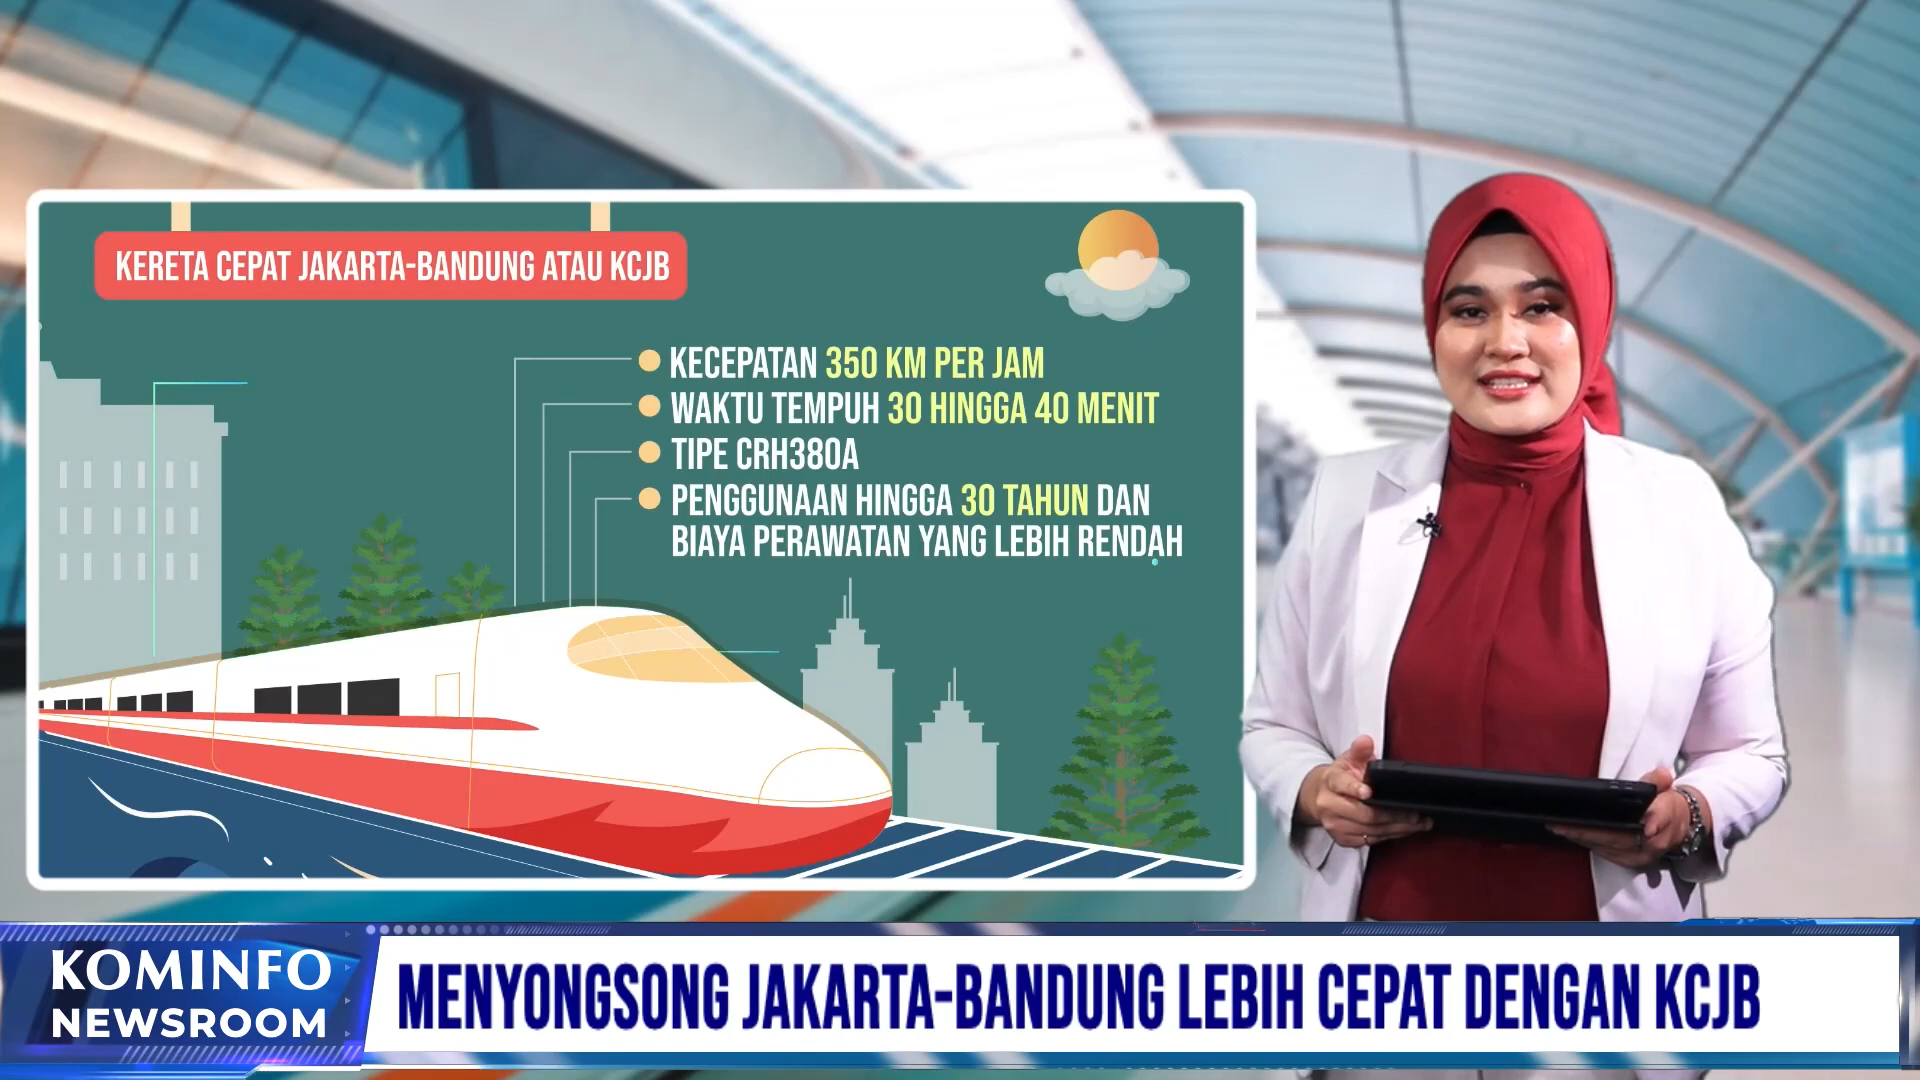 KERETA CEPAT JAKARTA-BANDUNG ATAU KCJB
KECEPATAN 350 KM PER JAM
WAKTU TEMPUH 30 HINGGA 40 MENIT
TIPE CRH380A
PENGGUNAAN HINGGA 30 TAHUN DAN
BIAYA PERAWATAN YANG LEBIH RENDAH
KOMINFO
NEWSROOM
MENYONGSONG JAKARTA-BANDUNG LEBIH CEPAT DENGAN KCJB